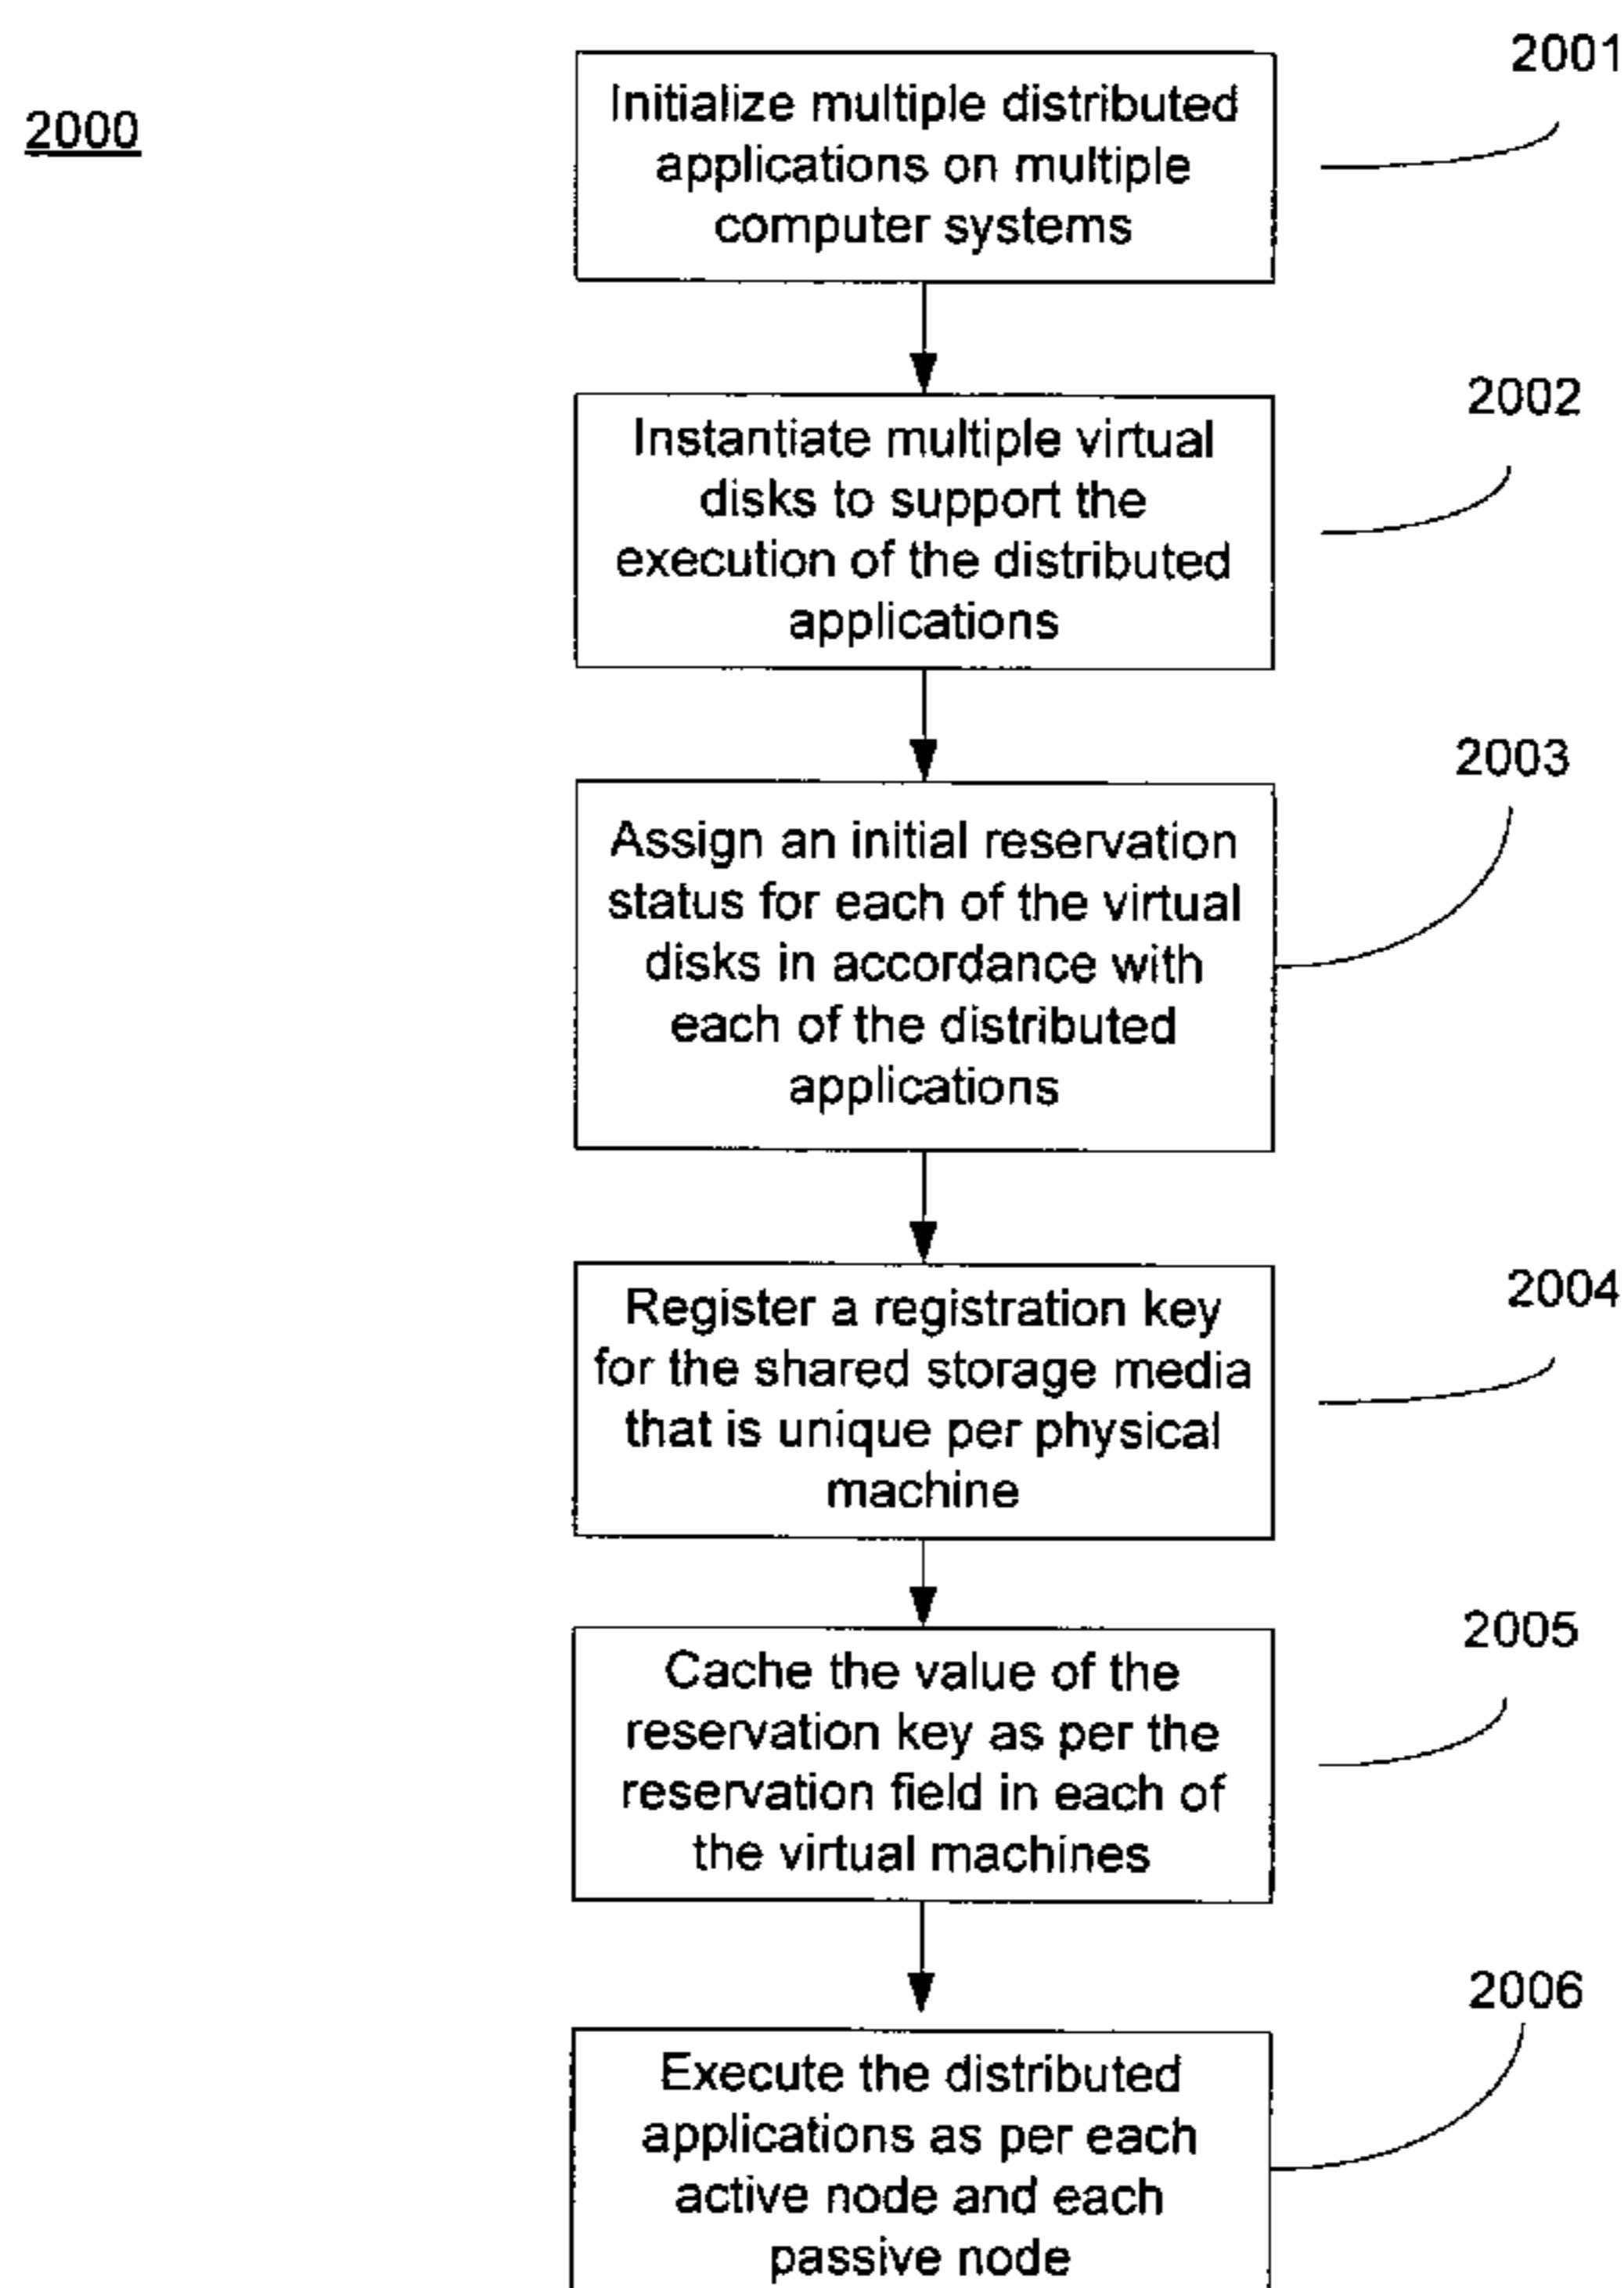 2000
2001
Initialize multiple distributed
applications on multiple
computer systems
2002
Instantiate multiple virtual
disks to support the
execution of the distributed
applications
2003
Assign an initial reservation
status for each of the virtual
disks in accordance with
each of the distributed
applications
2004
Register a registration key
for the shared storage media
that is unique per physical
machine
2005
Cache the value of the
reservation key as per the
reservation field in each of
the virtual machines
2006
Execute the distributed
applications as per each
active node and each
passive node